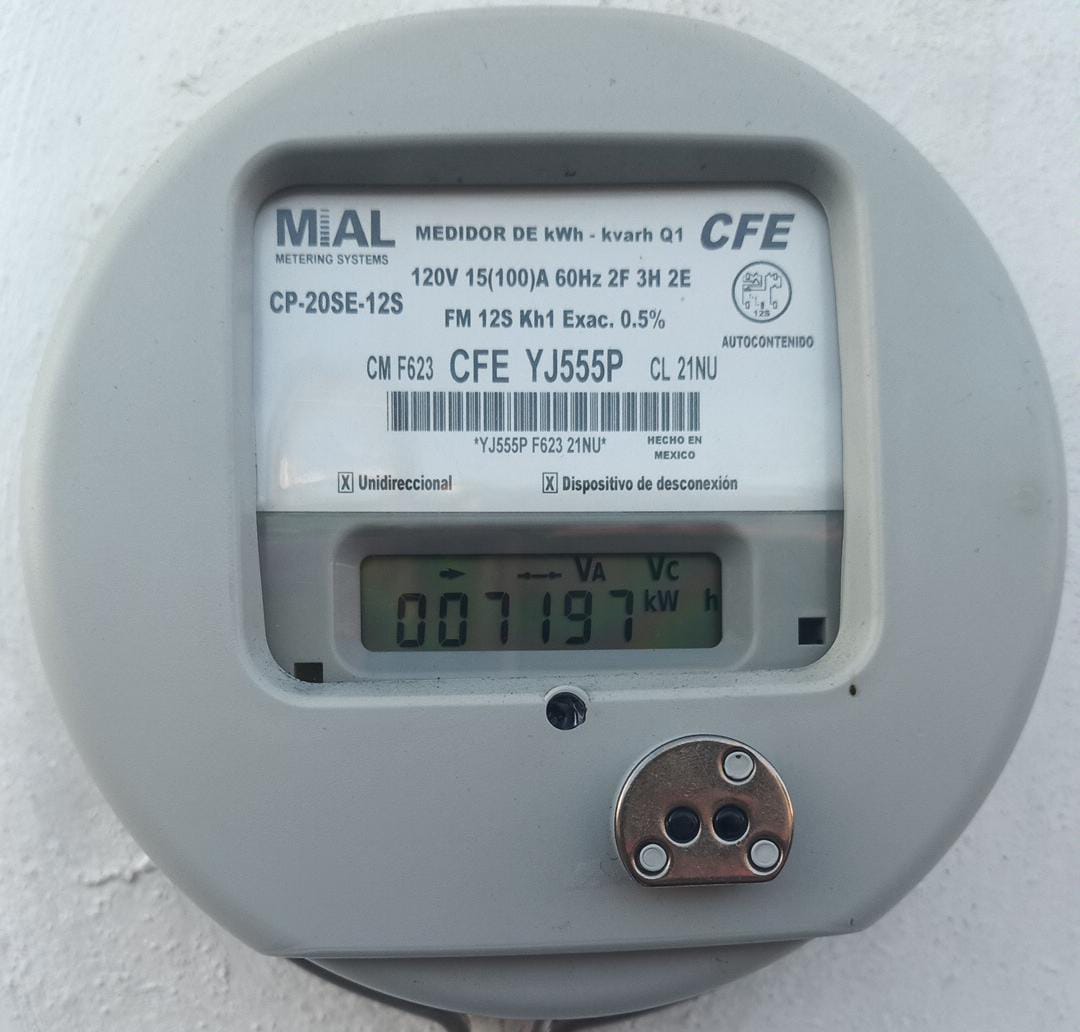 MIAL
METERING SYSTEMS
MEDIDOR DE kWh - kvarh Q1
CFE
120V 15(100)A 60Hz 2F 3H 2E
CP-20SE-12S
FM 12S Kh1 Exac. 0.5%
12S
AUTOCONTENIDO
CM F623 CFE YJ555P CL 21NU
*YJ555P F623 21NU*
HECHO EN
MEXICO
X Unidireccional
X Dispositivo de desconexión
VA VC
007197 kW h